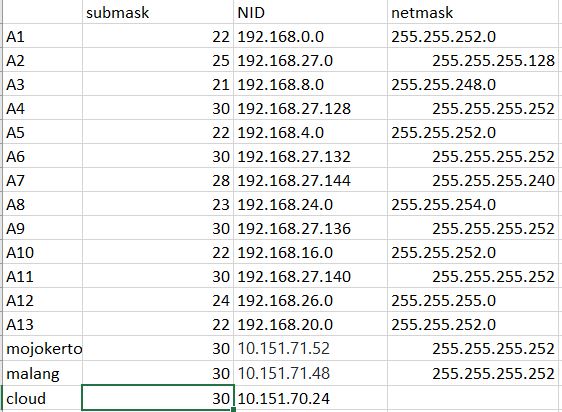 submask NID netmask
A1 22 192.168.0.0 255.255.252.0
A2 25 192.168.27.0 255.255.255.128
A3 21 192.168.8.0 255.255.248.0
A4 30 192.168.27.128 255.255.255.252
A5 22 192.168.4.0 255.255.252.0
A6 30 192.168.27.132 255.255.255.252
A7 28 192.168.27.144 255.255.255.240
A8 23 192.168.24.0 255.255.254.0
A9 30 192.168.27.136 255.255.255.252
A10 22 192.168.16.0 255.255.252.0
A11 30 192.168.27.140 255.255.255.252
A12 24 192.168.26.0 255.255.255.0
A13 22 192.168.20.0 255.255.252.0
mojokerto 30 10.151.71.52 255.255.255.252
malang 30 10.151.71.48 255.255.255.252
cloud 30 10.151.70.24